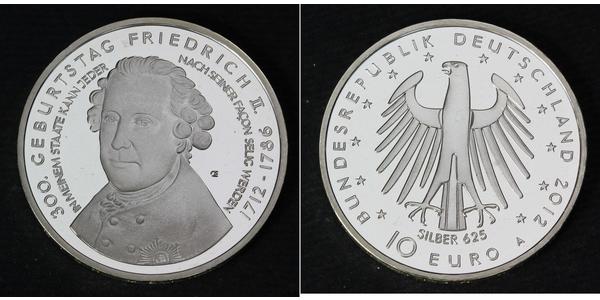 300. GEBURTSTAG FRIEDRICH II.
1712 - 1786
IN MEINEM STAATE KANN JEDER
NACH SEINER FAÇON SELIG WERDEN
BUNDESREPUBLIK DEUTSCHLAND 2012
SILBER 625
10 EURO
A